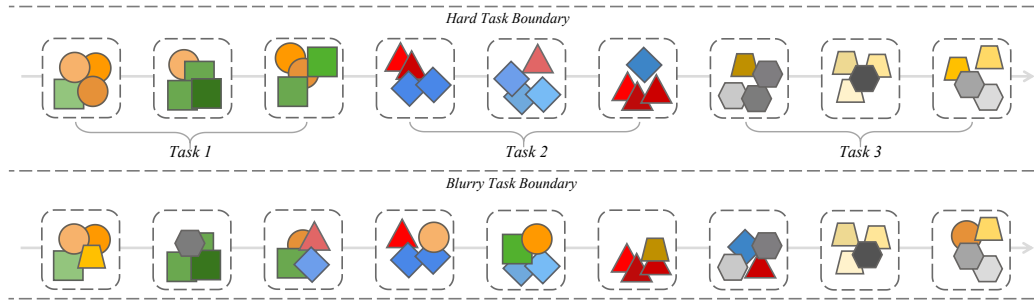 Hard Task Boundary
Task 1
Task 2
Task 3
Blurry Task Boundary